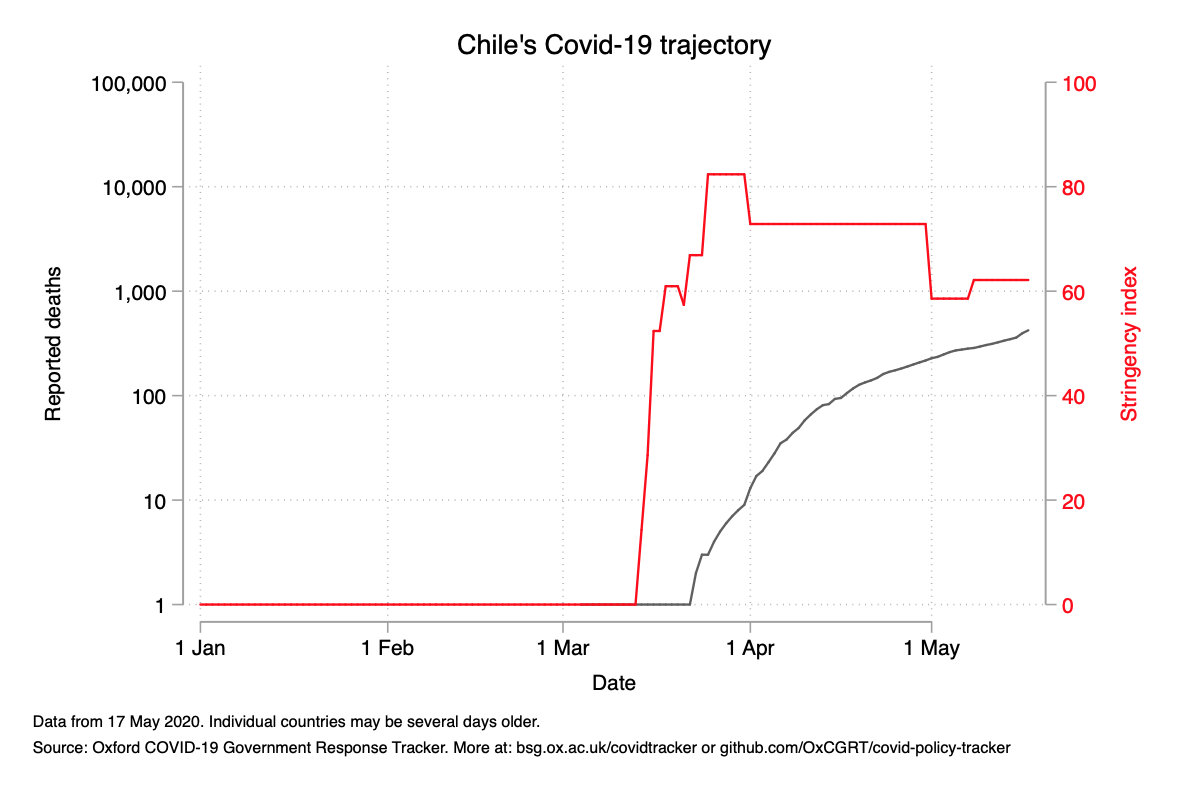 Chile's Covid-19 trajectory
100,000
10,000
1,000
100
10
1
Reported deaths
100
80
60
40
20
0
Stringency index
1 Jan 1 Feb 1 Mar 1 Apr 1 May
Date
Data from 17 May 2020. Individual countries may be several days older.
Source: Oxford COVID-19 Government Response Tracker. More at: bsg.ox.ac.uk/covidtracker or github.com/OxCGRT/covid-policy-tracker